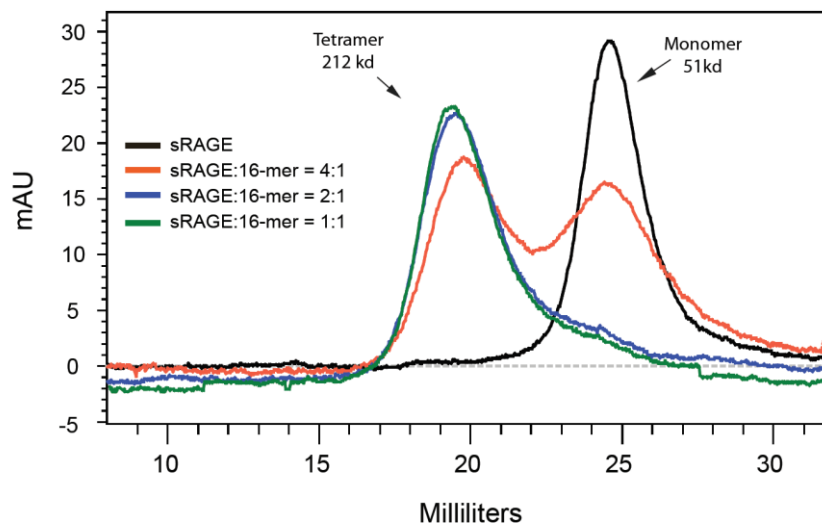 30
25
20
15
10
5
0
-5
mAU
Tetramer
212 kd
Monomer
51kd
sRAGE
sRAGE:16-mer = 4:1
sRAGE:16-mer = 2:1
sRAGE:16-mer = 1:1
10
15
20
25
30
Milliliters